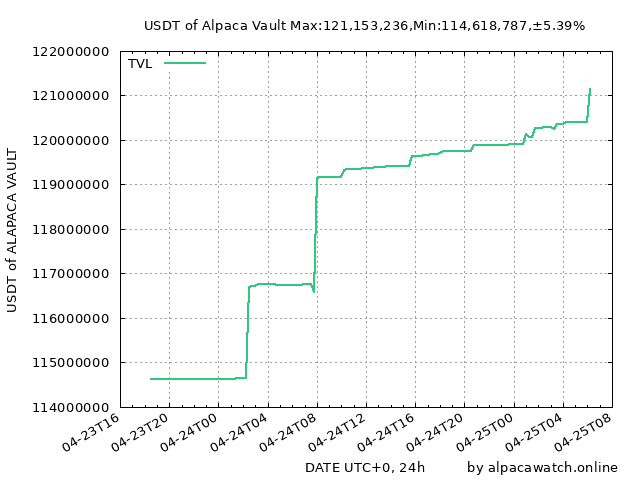 USDT of Alpaca Vault Max:121,153,236,Min:114,618,787,±5.39%
122000000
TVL
121000000
120000000
119000000
118000000
117000000
116000000
115000000
114000000
USDT of ALAPACA VAULT
04-23T16
04-23T20
04-24T00
04-24T04
04-24T08
04-24T12
04-24T16
04-24T20
04-25T00
04-25T04
04-25T08
DATE UTC+0, 24h
by alpacawatch.online